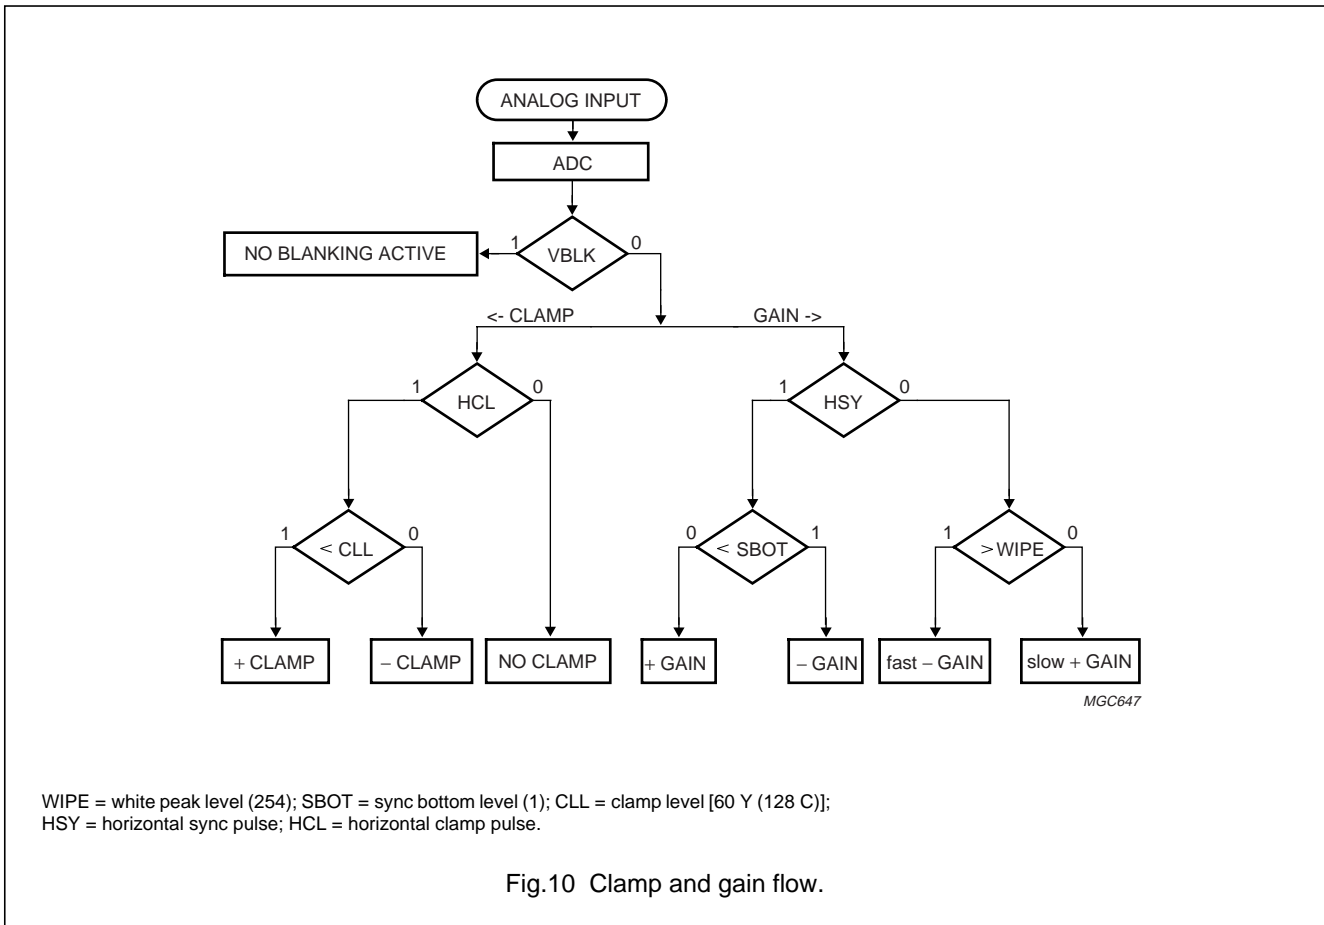 ANALOG INPUT
ADC
NO BLANKING ACTIVE
1
VBLK
0
<- CLAMP
GAIN ->
1
HCL
0
1
HSY
0
1
< CLL
0
0
< SBOT
1
1
> WIPE
0
+ CLAMP
− CLAMP
NO CLAMP
+ GAIN
− GAIN
fast − GAIN
slow + GAIN
MGC647
WIPE = white peak level (254); SBOT = sync bottom level (1); CLL = clamp level [60 Y (128 C)];
HSY = horizontal sync pulse; HCL = horizontal clamp pulse.
Fig.10 Clamp and gain flow.